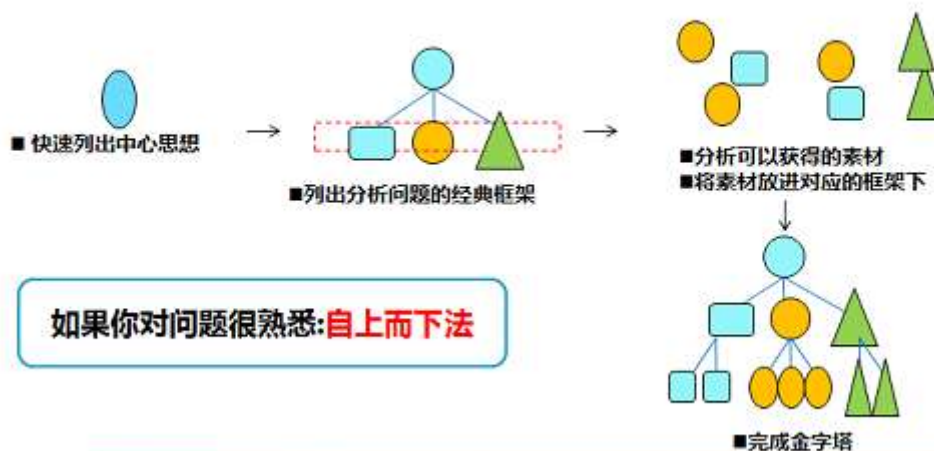 ■ 快速列出中心思想
■列出分析问题的经典框架
■分析可以获得的素材
■将素材放进对应的框架下
如果你对问题很熟悉:自上而下法
■完成金字塔